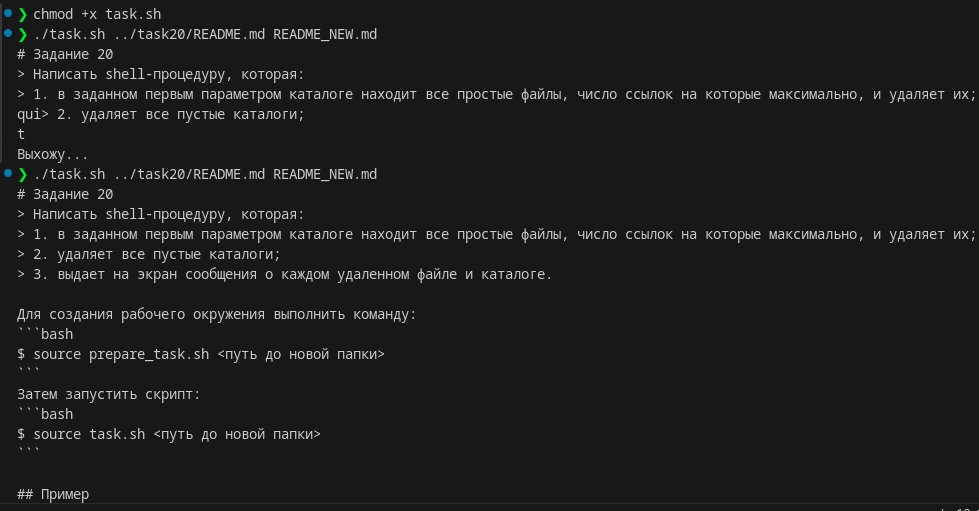 ❯ chmod +x task.sh
❯ ./task.sh ../task20/README.md README_NEW.md
# Задание 20
> Написать shell-процедуру, которая:
> 1. в заданном первым параметром каталоге находит все простые файлы, число ссылок на которые максимально, и удаляет их;
qui> 2. удаляет все пустые каталоги;
t
Выхожу...
❯ ./task.sh ../task20/README.md README_NEW.md
# Задание 20
> Написать shell-процедуру, которая:
> 1. в заданном первым параметром каталоге находит все простые файлы, число ссылок на которые максимально, и удаляет их;
> 2. удаляет все пустые каталоги;
> 3. выдает на экран сообщения о каждом удаленном файле и каталоге.

Для создания рабочего окружения выполнить команду:
```bash
$ source prepare_task.sh <путь до новой папки>
```
Затем запустить скрипт:
```bash
$ source task.sh <путь до новой папки>
```

## Пример